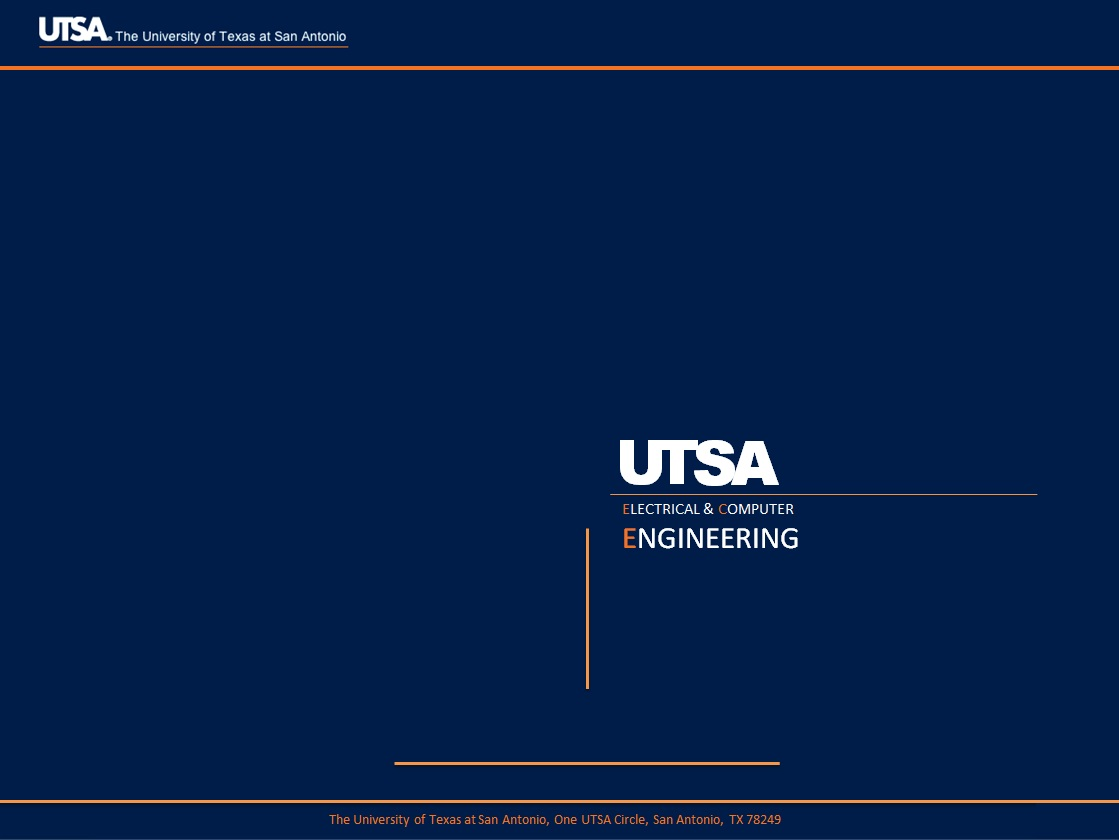 UTSA® The University of Texas at San Antonio
UTSA
ELECTRICAL & COMPUTER
ENGINEERING
The University of Texas at San Antonio, One UTSA Circle, San Antonio, TX 78249